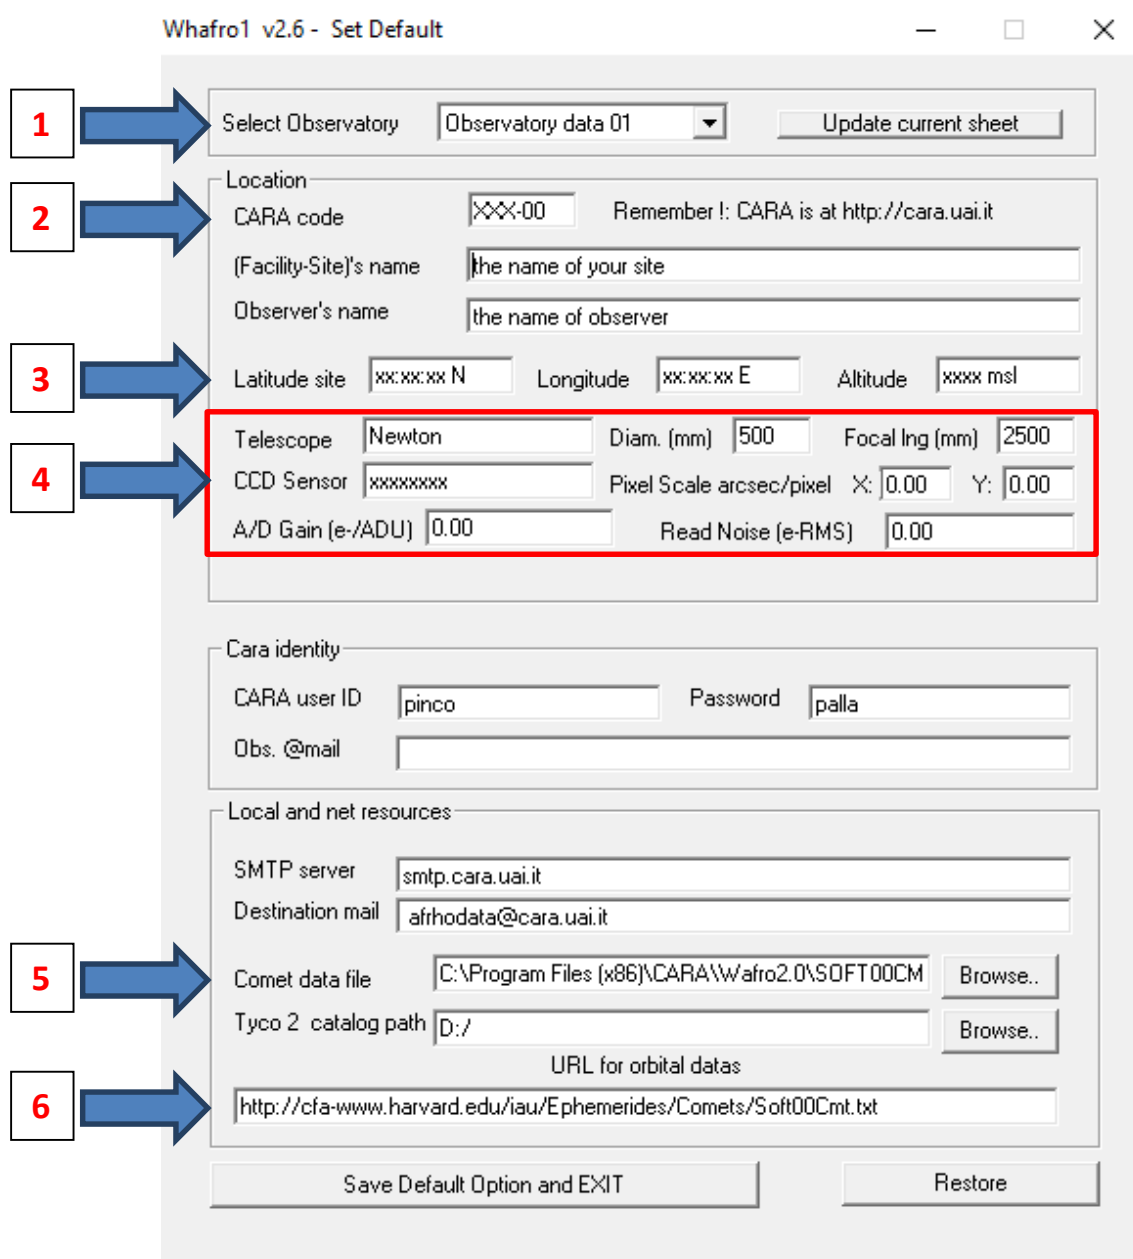 Whafro1 v2.6 - Set Default
1
Select Observatory Observatory data 01 Update current sheet
Location
2
CARA code XXX-00 Remember !: CARA is at http://cara.uai.it
(Facility-Site)'s name the name of your site
Observer's name the name of observer
3
Latitude site xx:xx:xx N Longitude xx:xx:xx E Altitude xxxx msl
Telescope Newton Diam. (mm) 500 Focal lng (mm) 2500
4
CCD Sensor xxxxxxxx Pixel Scale arcsec/pixel X: 0.00 Y: 0.00
A/D Gain (e-/ADU) 0.00 Read Noise (e-RMS) 0.00
Cara identity
CARA user ID pinco Password palla
Obs. @mail
Local and net resources
SMTP server smtp.cara.uai.it
Destination mail afrhodata@cara.uai.it
5
Comet data file C:\Program Files (x86)\CARA\Wafro2.0\SOFT00CM Browse..
Tyco 2 catalog path D:/ Browse..
URL for orbital datas
6
http://cfa-www.harvard.edu/iau/Ephemerides/Comets/Soft00Cmt.txt
Save Default Option and EXIT Restore